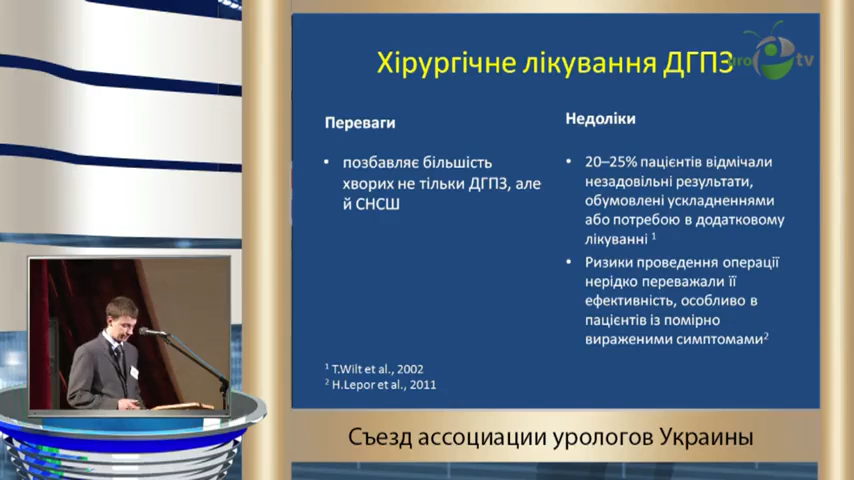 Хірургічне лікування ДГПЗ
uro tv
Переваги
• позбавляє більшість
хворих не тільки ДГПЗ, але
й СНСШ
Недоліки
• 20–25% пацієнтів відмічали
незадовільні результати,
обумовлені ускладненнями
або потребою в додатковому
лікуванні ¹
• Ризики проведення операції
нерідко переважали її
ефективність, особливо в
пацієнтів із помірно
вираженими симптомами²
¹ T.Wilt et al., 2002
² H.Lepor et al., 2011
Съезд ассоциации урологов Украины